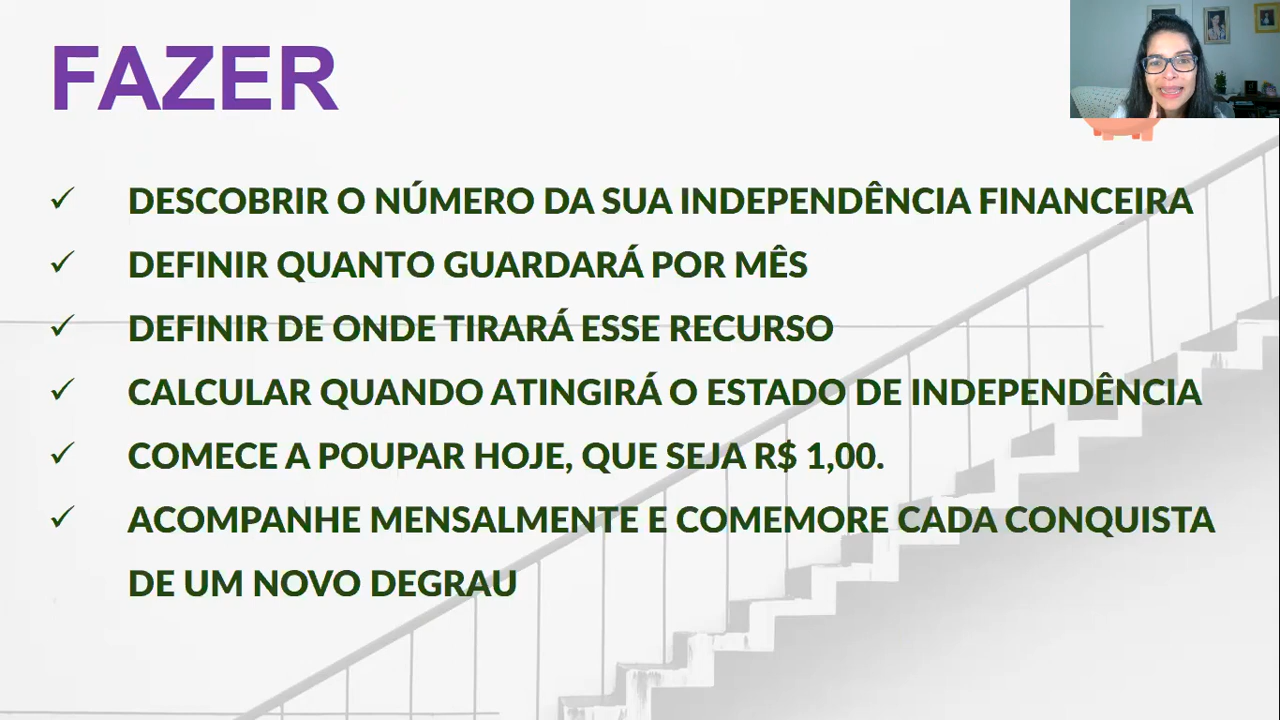 FAZER
✓ DESCOBRIR O NÚMERO DA SUA INDEPENDÊNCIA FINANCEIRA
✓ DEFINIR QUANTO GUARDARÁ POR MÊS
✓ DEFINIR DE ONDE TIRARÁ ESSE RECURSO
✓ CALCULAR QUANDO ATINGIRÁ O ESTADO DE INDEPENDÊNCIA
✓ COMECE A POUPAR HOJE, QUE SEJA R$ 1,00.
✓ ACOMPANHE MENSALMENTE E COMEMORE CADA CONQUISTA
DE UM NOVO DEGRAU